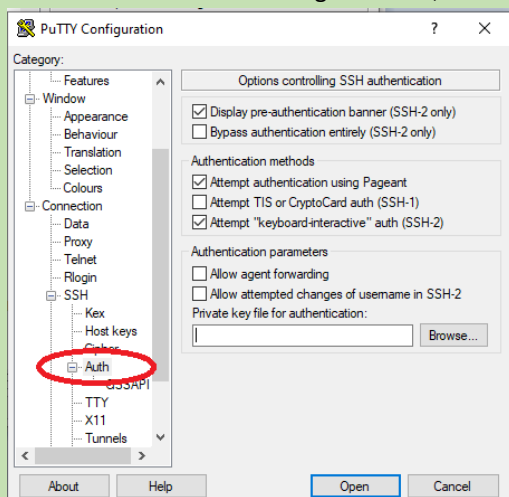 PuTTY Configuration ? ×
Category:
Features
Window
Appearance
Behaviour
Translation
Selection
Colours
Connection
Data
Proxy
Telnet
Rlogin
SSH
Kex
Host keys
Cipher
Auth
GSSAPI
TTY
X11
Tunnels
Options controlling SSH authentication
Display pre-authentication banner (SSH-2 only)
Bypass authentication entirely (SSH-2 only)
Authentication methods
Attempt authentication using Pageant
Attempt TIS or CryptoCard auth (SSH-1)
Attempt "keyboard-interactive" auth (SSH-2)
Authentication parameters
Allow agent forwarding
Allow attempted changes of username in SSH-2
Private key file for authentication:
Browse...
About Help Open Cancel